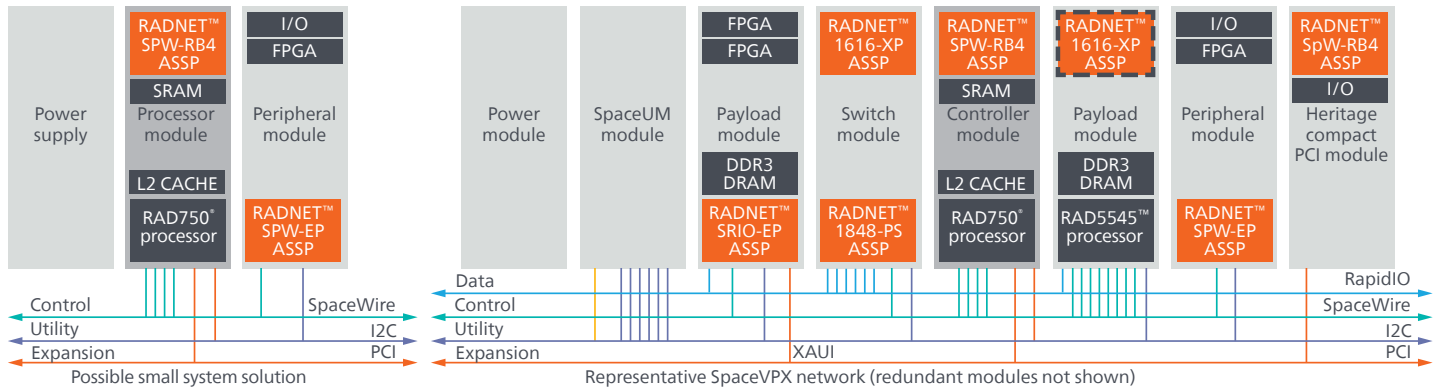 Power
supply
RADNET™
SPW-RB4
ASSP
SRAM
Processor
module
L2 CACHE
RAD750®
processor
I/O
FPGA
Peripheral
module
RADNET™
SPW-EP
ASSP
Control
SpaceWire
Utility
I2C
Expansion
PCI
Possible small system solution
Power
module
SpaceUM
module
FPGA
FPGA
Payload
module
DDR3
DRAM
RADNET™
SRIO-EP
ASSP
RADNET™
1616-XP
ASSP
Switch
module
RADNET™
1848-PS
ASSP
RADNET™
SPW-RB4
ASSP
SRAM
Controller
module
L2 CACHE
RAD750®
processor
RADNET™
1616-XP
ASSP
Payload
module
DDR3
DRAM
RAD5545™
processor
I/O
FPGA
Peripheral
module
RADNET™
SPW-EP
ASSP
RADNET™
SpW-RB4
ASSP
I/O
Heritage
compact
PCI module
Data
RapidIO
Control
SpaceWire
Utility
I2C
Expansion
XAUI
PCI
Representative SpaceVPX network (redundant modules not shown)